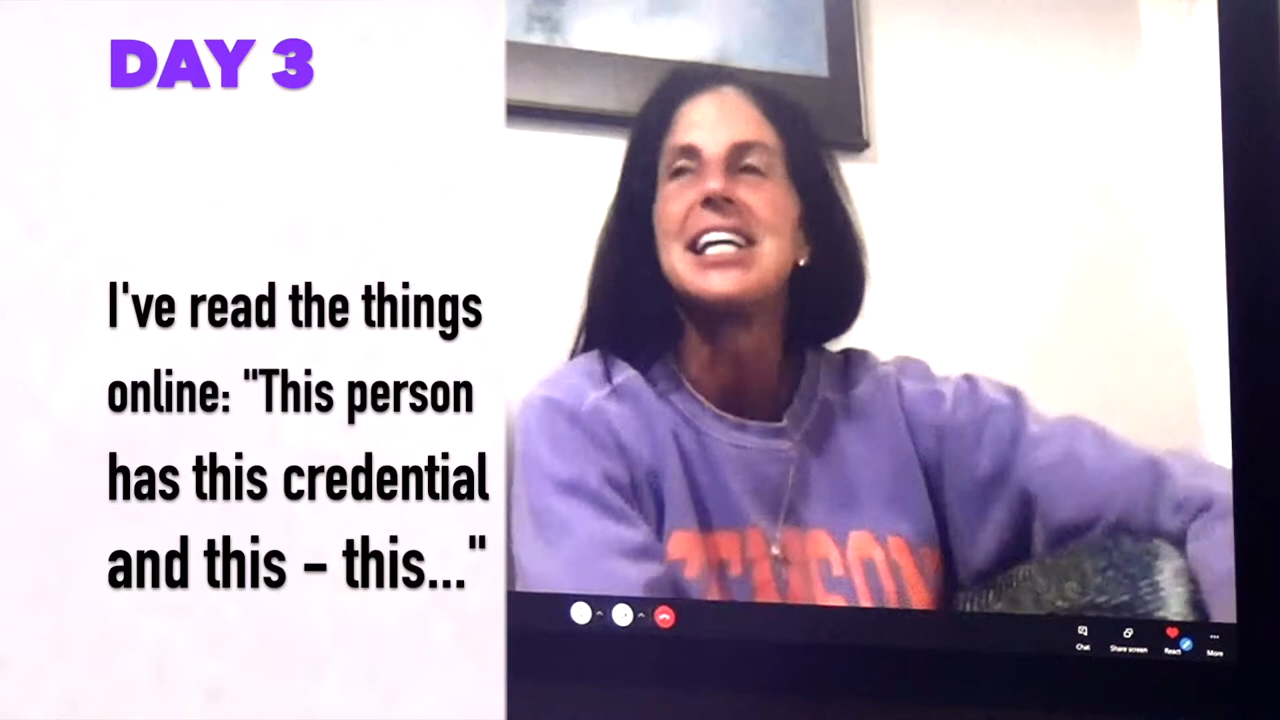 DAY 3
I've read the things
online: "This person
has this credential
and this – this..."
Chat
Share screen
React
More